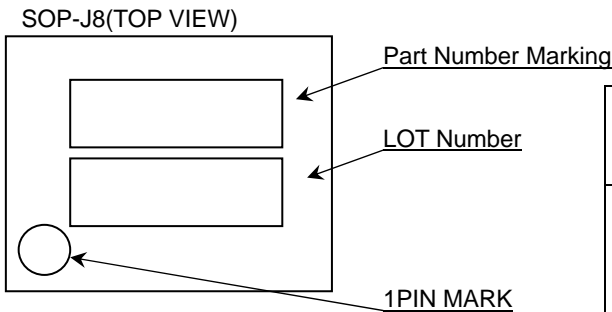 SOP-J8(TOP VIEW)
Part Number Marking
LOT Number
1PIN MARK